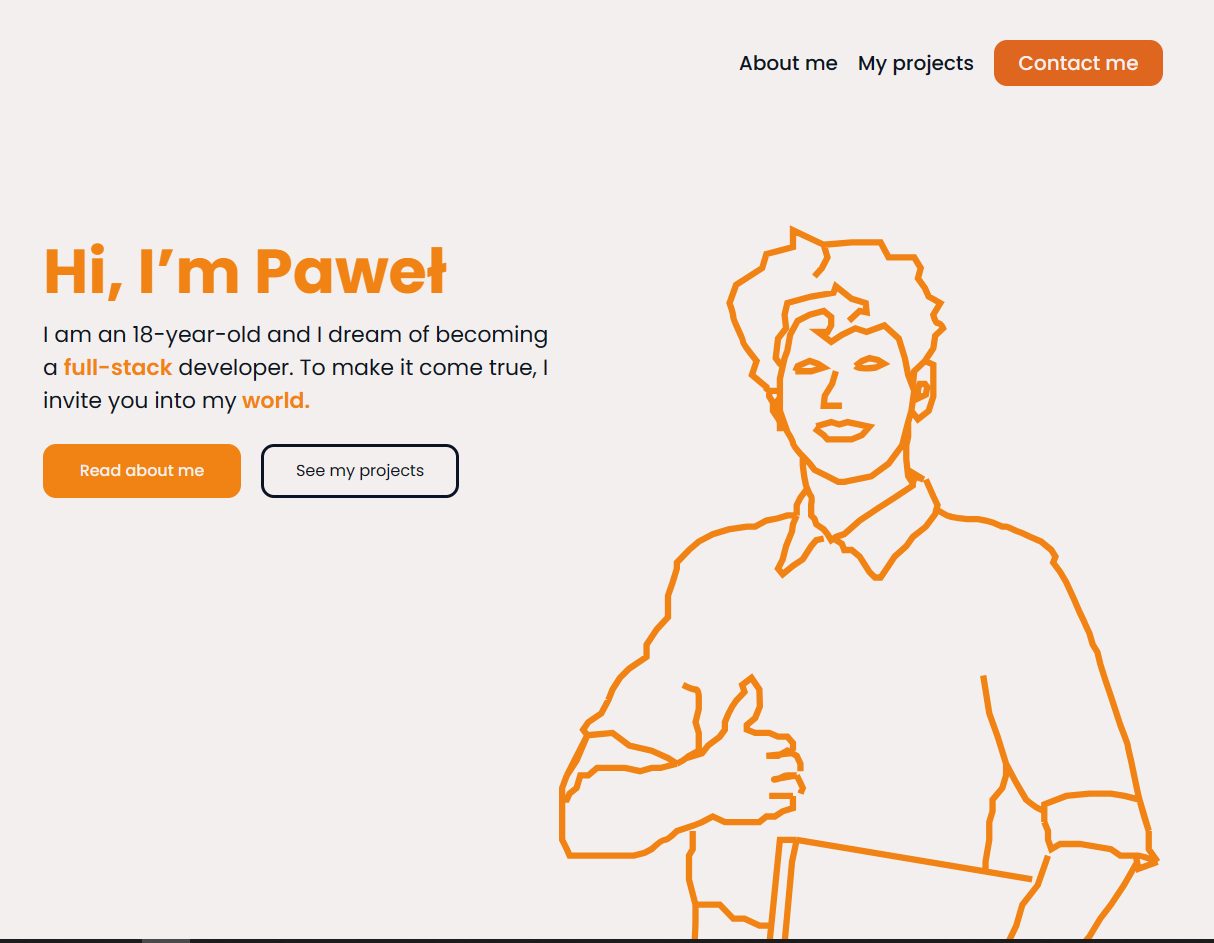 About me My projects Contact me
Hi, I’m Paweł
I am an 18-year-old and I dream of becoming
a full-stack developer. To make it come true, I
invite you into my world.
Read about me See my projects